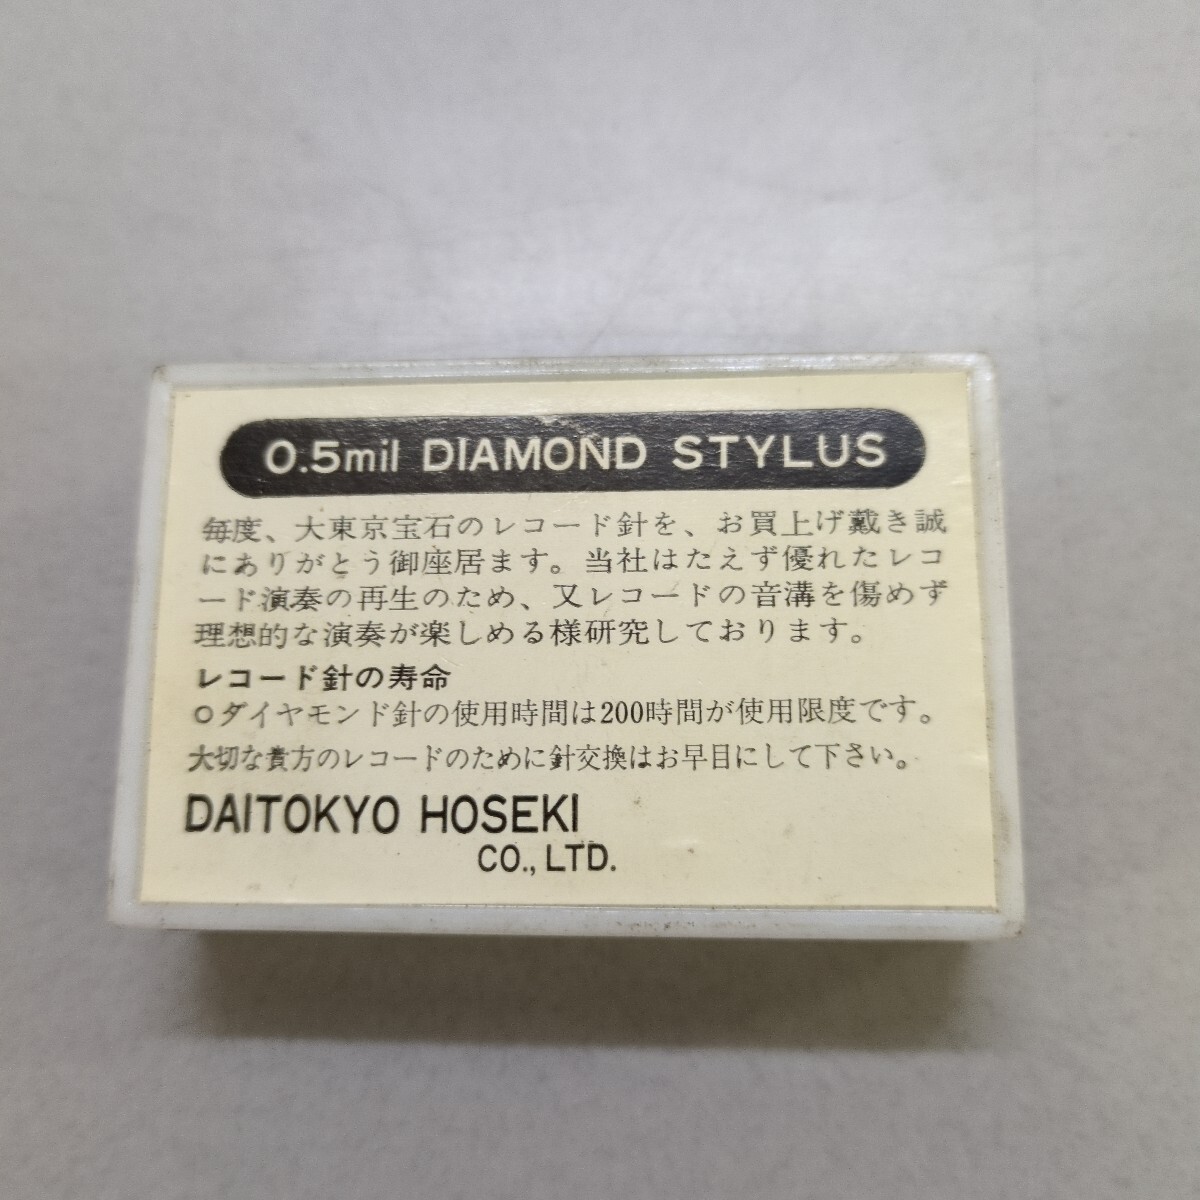 0.5mil DIAMOND STYLUS
毎度、大東京宝石のレコード針を、お買上げ戴き誠
にありがとう御座居ます。当社はたえず優れたレコ
ード演奏の再生のため、又レコードの音溝を傷めず
理想的な演奏が楽しめる様研究しております。
レコード針の寿命
○ダイヤモンド針の使用時間は200時間が使用限度です。
大切な貴方のレコードのために針交換はお早目にして下さい。
DAITOKYO HOSEKI
CO., LTD.